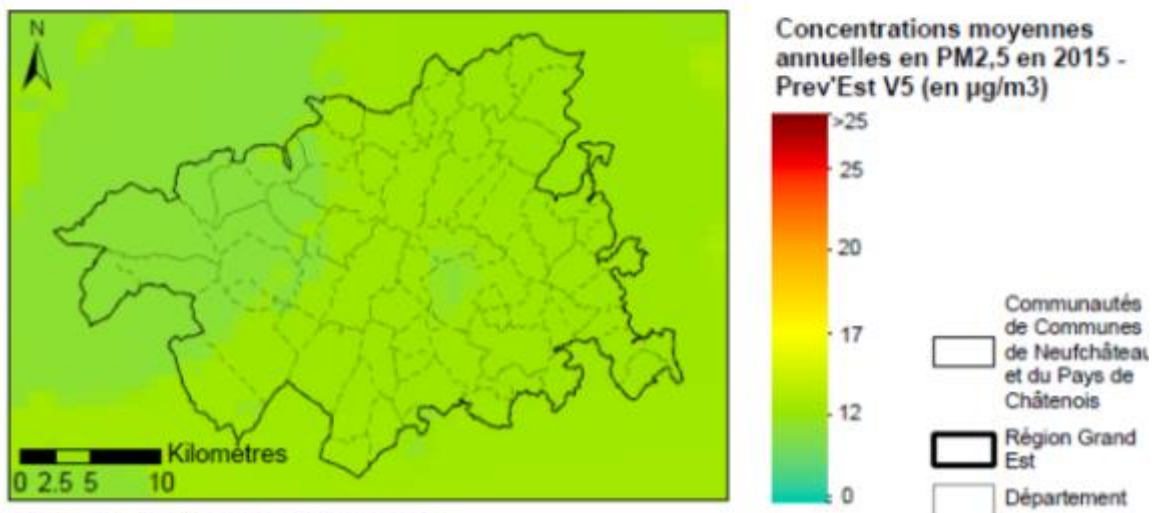 N
Kilométres
0 2.5 5 10
Concentrations moyennes
annuelles en PM2,5 en 2015 -
Prev'Est V5 (en µg/m3)
>25
25
20
17
12
0
Communautés
de Communes
de Neufchâteau
et du Pays de
Châtenois
Région Grand
Est
Département